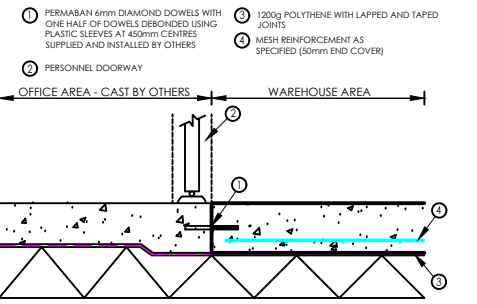 1 PERMABAN 6mm DIAMOND DOWELS WITH
ONE HALF OF DOWELS DEBONDED USING
PLASTIC SLEEVES AT 450mm CENTRES
SUPPLIED AND INSTALLED BY OTHERS
2 PERSONNEL DOORWAY
3 1200g POLYTHENE WITH LAPPED AND TAPED
JOINTS
4 MESH REINFORCEMENT AS
SPECIFIED (50mm END COVER)
OFFICE AREA - CAST BY OTHERS
WAREHOUSE AREA
2
1
4
3